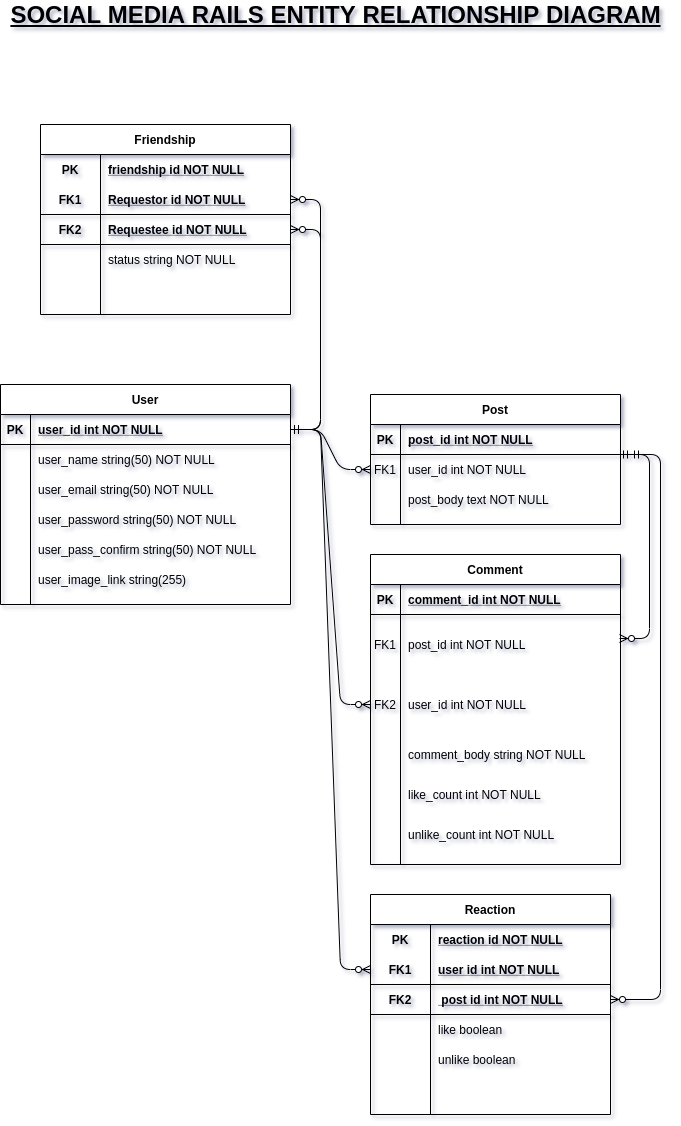 SOCIAL MEDIA RAILS ENTITY RELATIONSHIP DIAGRAM
Friendship
PK friendship id NOT NULL
FK1 Requestor id NOT NULL
FK2 Requestee id NOT NULL
status string NOT NULL
User
PK user_id int NOT NULL
user_name string(50) NOT NULL
user_email string(50) NOT NULL
user_password string(50) NOT NULL
user_pass_confirm string(50) NOT NULL
user_image_link string(255)
Post
PK post_id int NOT NULL
FK1 user_id int NOT NULL
post_body text NOT NULL
Comment
PK comment_id int NOT NULL
FK1 post_id int NOT NULL
FK2 user_id int NOT NULL
comment_body string NOT NULL
like_count int NOT NULL
unlike_count int NOT NULL
Reaction
PK reaction id NOT NULL
FK1 user id int NOT NULL
FK2 post id int NOT NULL
like boolean
unlike boolean